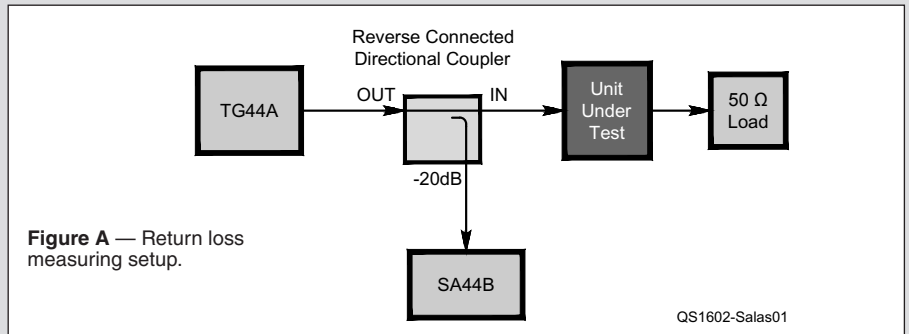 Reverse Connected
Directional Coupler
TG44A
OUT
IN
Unit
Under
Test
50 Ω
Load
-20dB
SA44B
Figure A — Return loss
measuring setup.
QS1602-Salas01